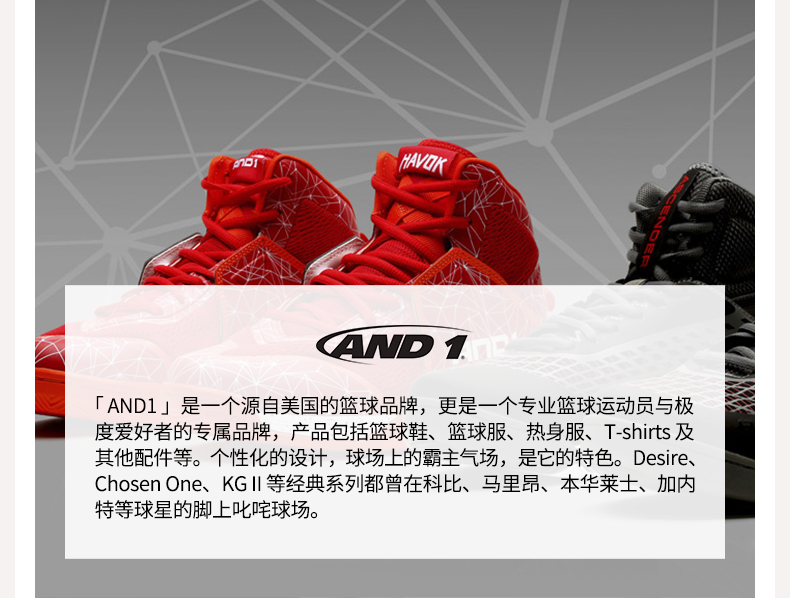 AND1
HAVOK
ASCENDER
AND 1
「 AND1 」是一个源自美国的篮球品牌，更是一个专业篮球运动员与极
度爱好者的专属品牌，产品包括篮球鞋、篮球服、热身服、T-shirts 及
其他配件等。个性化的设计，球场上的霸主气场，是它的特色。Desire、
Chosen One、KG II 等经典系列都曾在科比、马里昂、本华莱士、加内
特等球星的脚上叱咤球场。